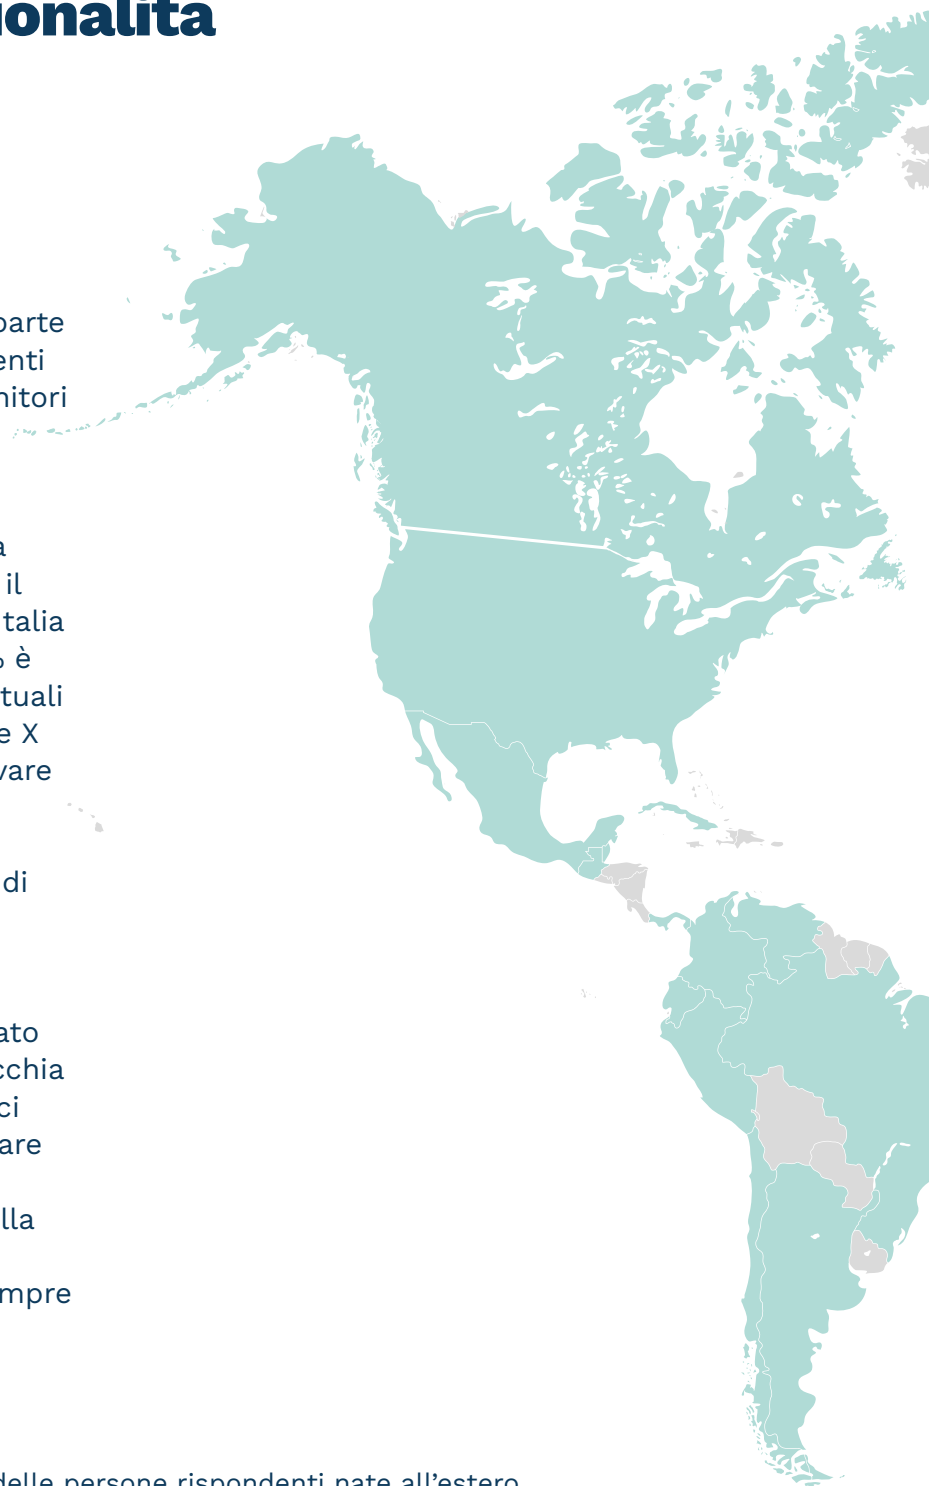 ionalità
parte
enti
nitori
a
il
talia
% è
tuali
e X
vare
di
ato
cchia
ci
are
lla
mpre
delle persone rispondenti nate all'estero